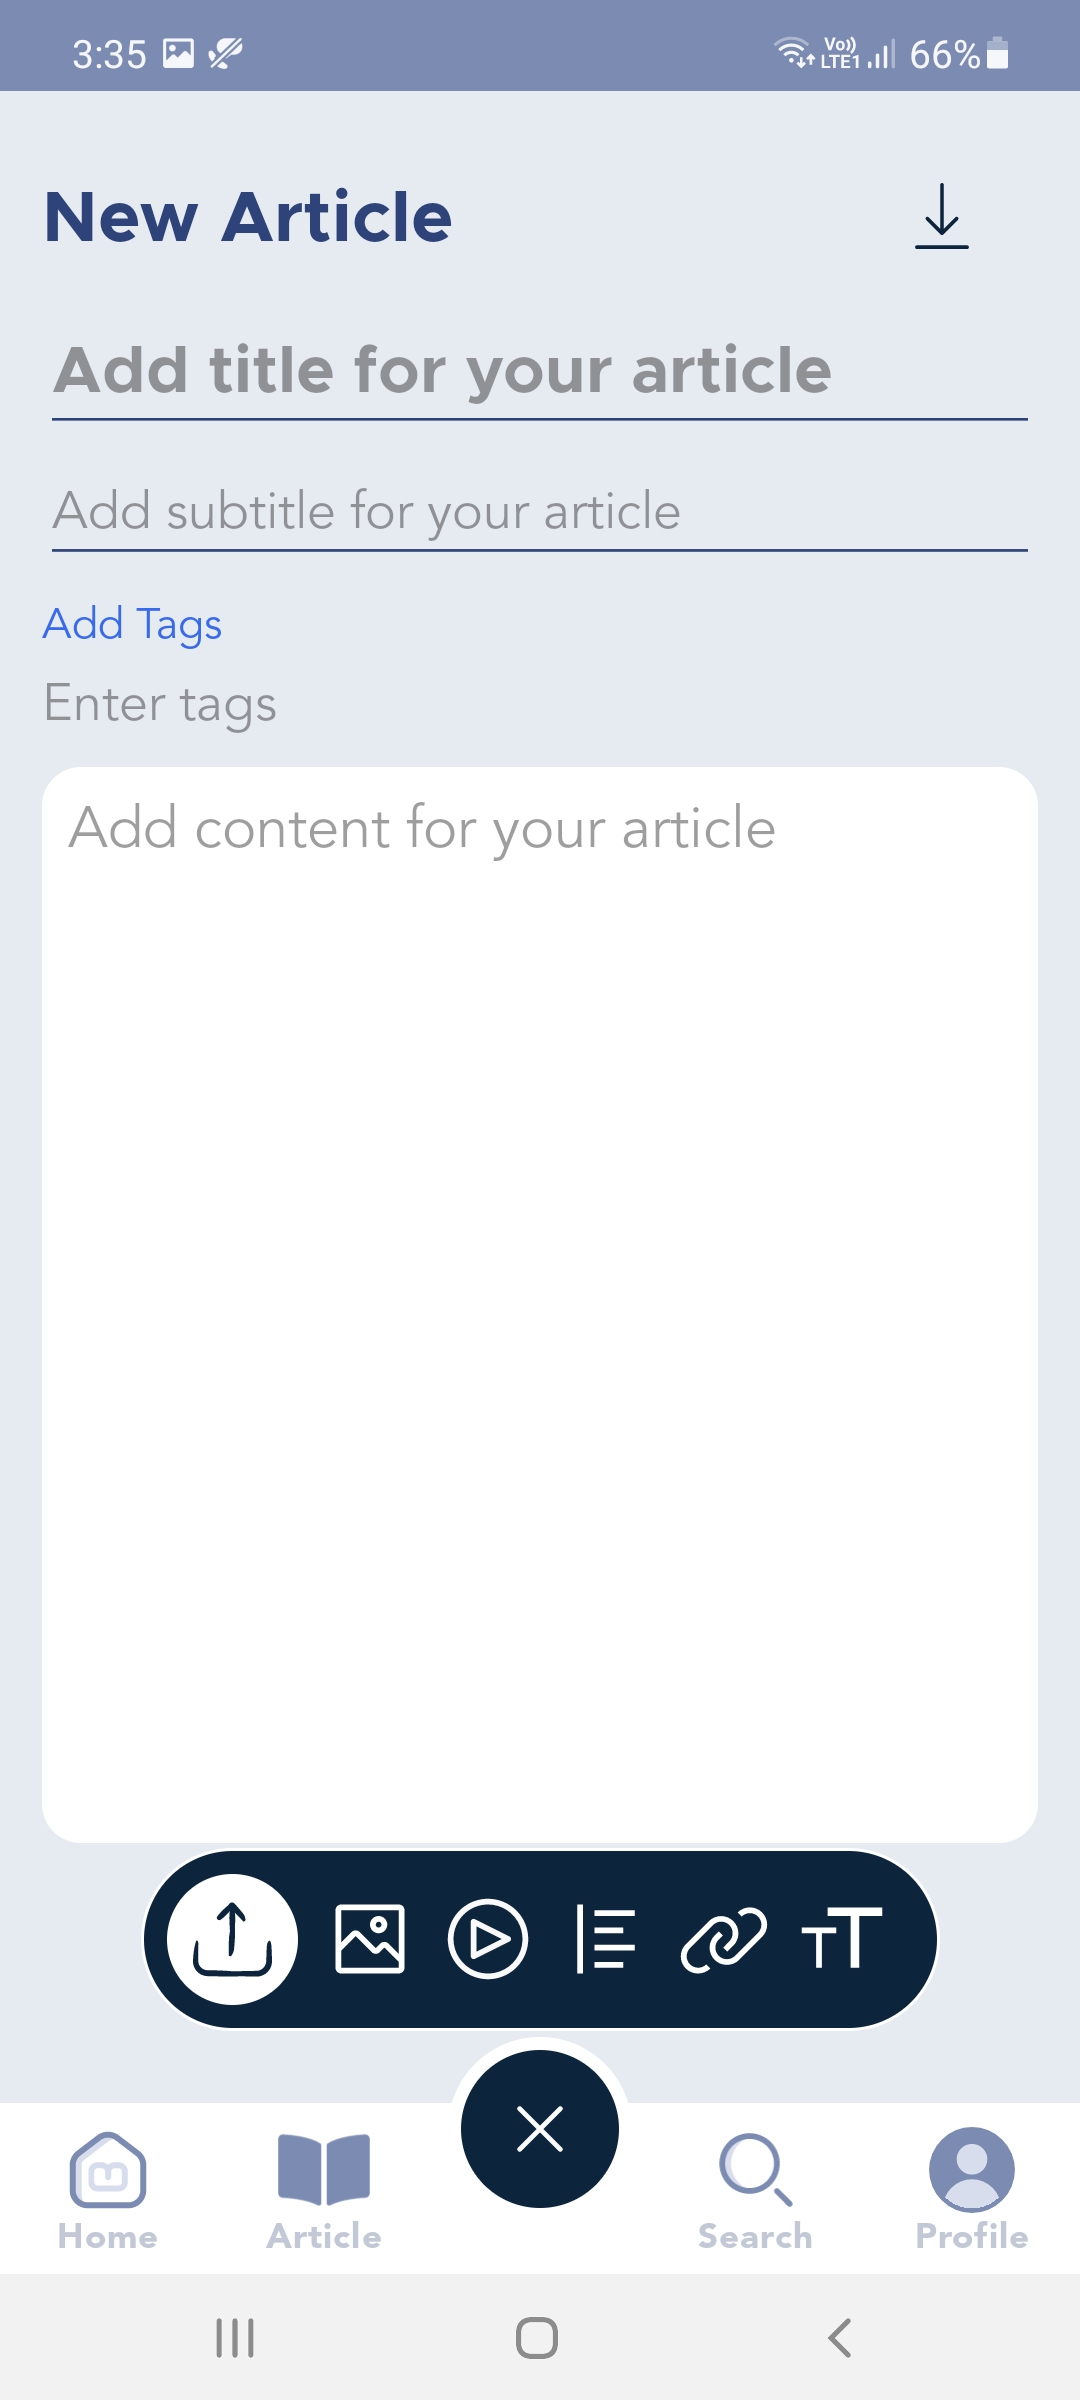 3:35 Vo)) LTE1 66%
New Article
Add title for your article
Add subtitle for your article
Add Tags
Enter tags
Add content for your article
TT
Home Article Search Profile